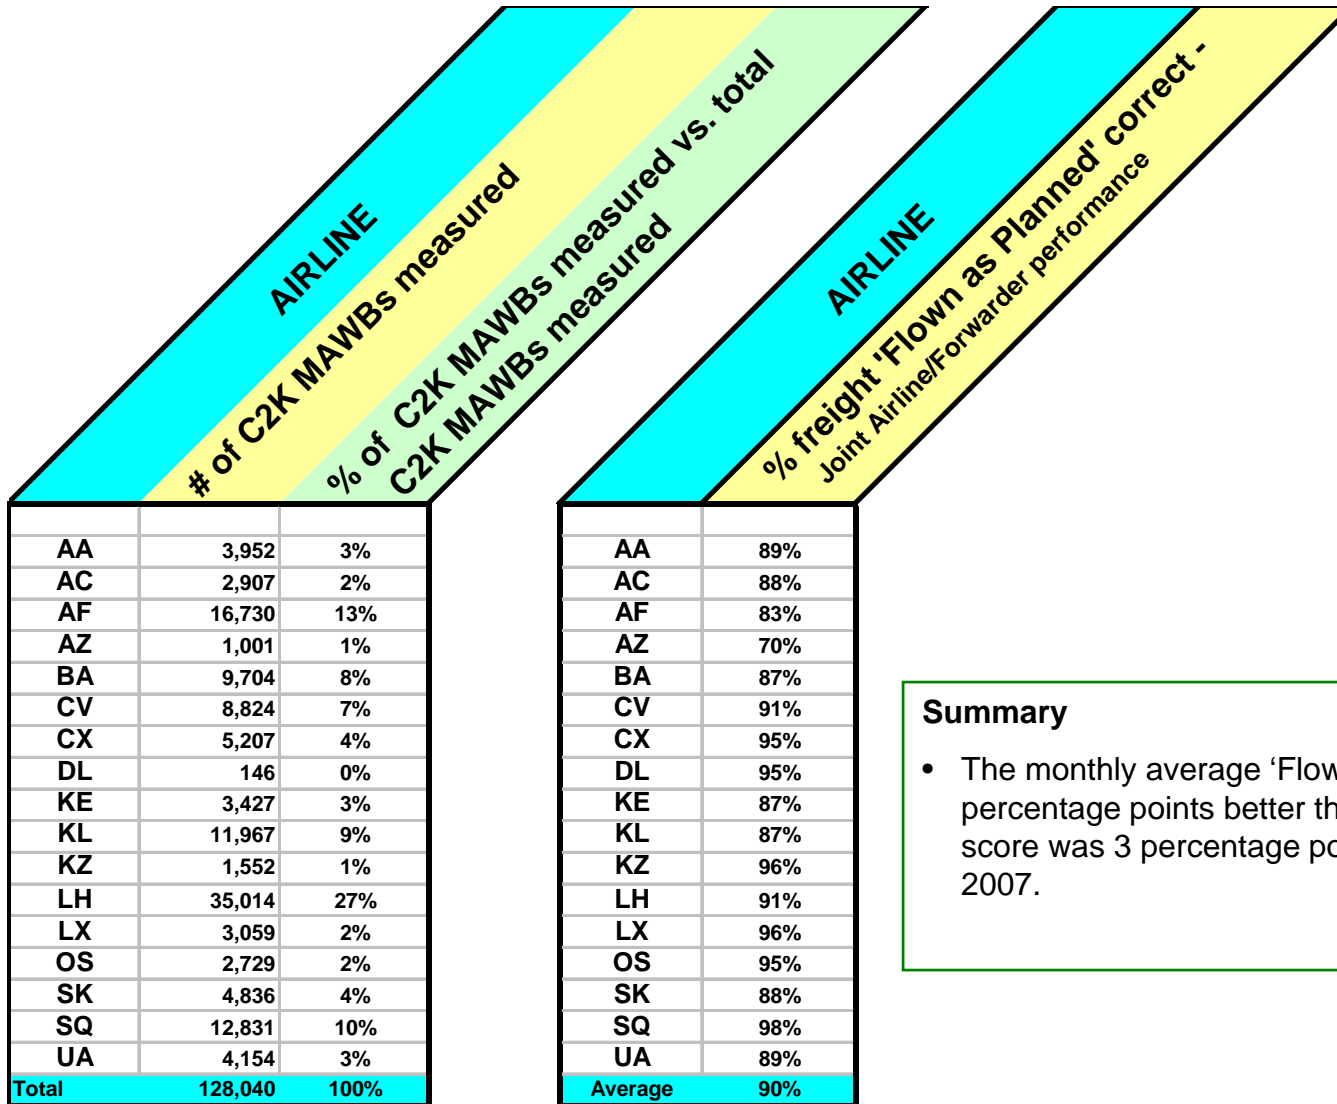 AIRLINE
# of C2K MAWBs measured
% of C2K MAWBs measured vs. total
C2K MAWBs measured
AA 3,952 3%
AC 2,907 2%
AF 16,730 13%
AZ 1,001 1%
BA 9,704 8%
CV 8,824 7%
CX 5,207 4%
DL 146 0%
KE 3,427 3%
KL 11,967 9%
KZ 1,552 1%
LH 35,014 27%
LX 3,059 2%
OS 2,729 2%
SK 4,836 4%
SQ 12,831 10%
UA 4,154 3%
Total 128,040 100%
AIRLINE
% freight 'Flown as Planned' correct -
Joint Airline/Forwarder performance
AA 89%
AC 88%
AF 83%
AZ 70%
BA 87%
CV 91%
CX 95%
DL 95%
KE 87%
KL 87%
KZ 96%
LH 91%
LX 96%
OS 95%
SK 88%
SQ 98%
UA 89%
Average 90%
Summary
• The monthly average ‘Flow
percentage points better th
score was 3 percentage po
2007.